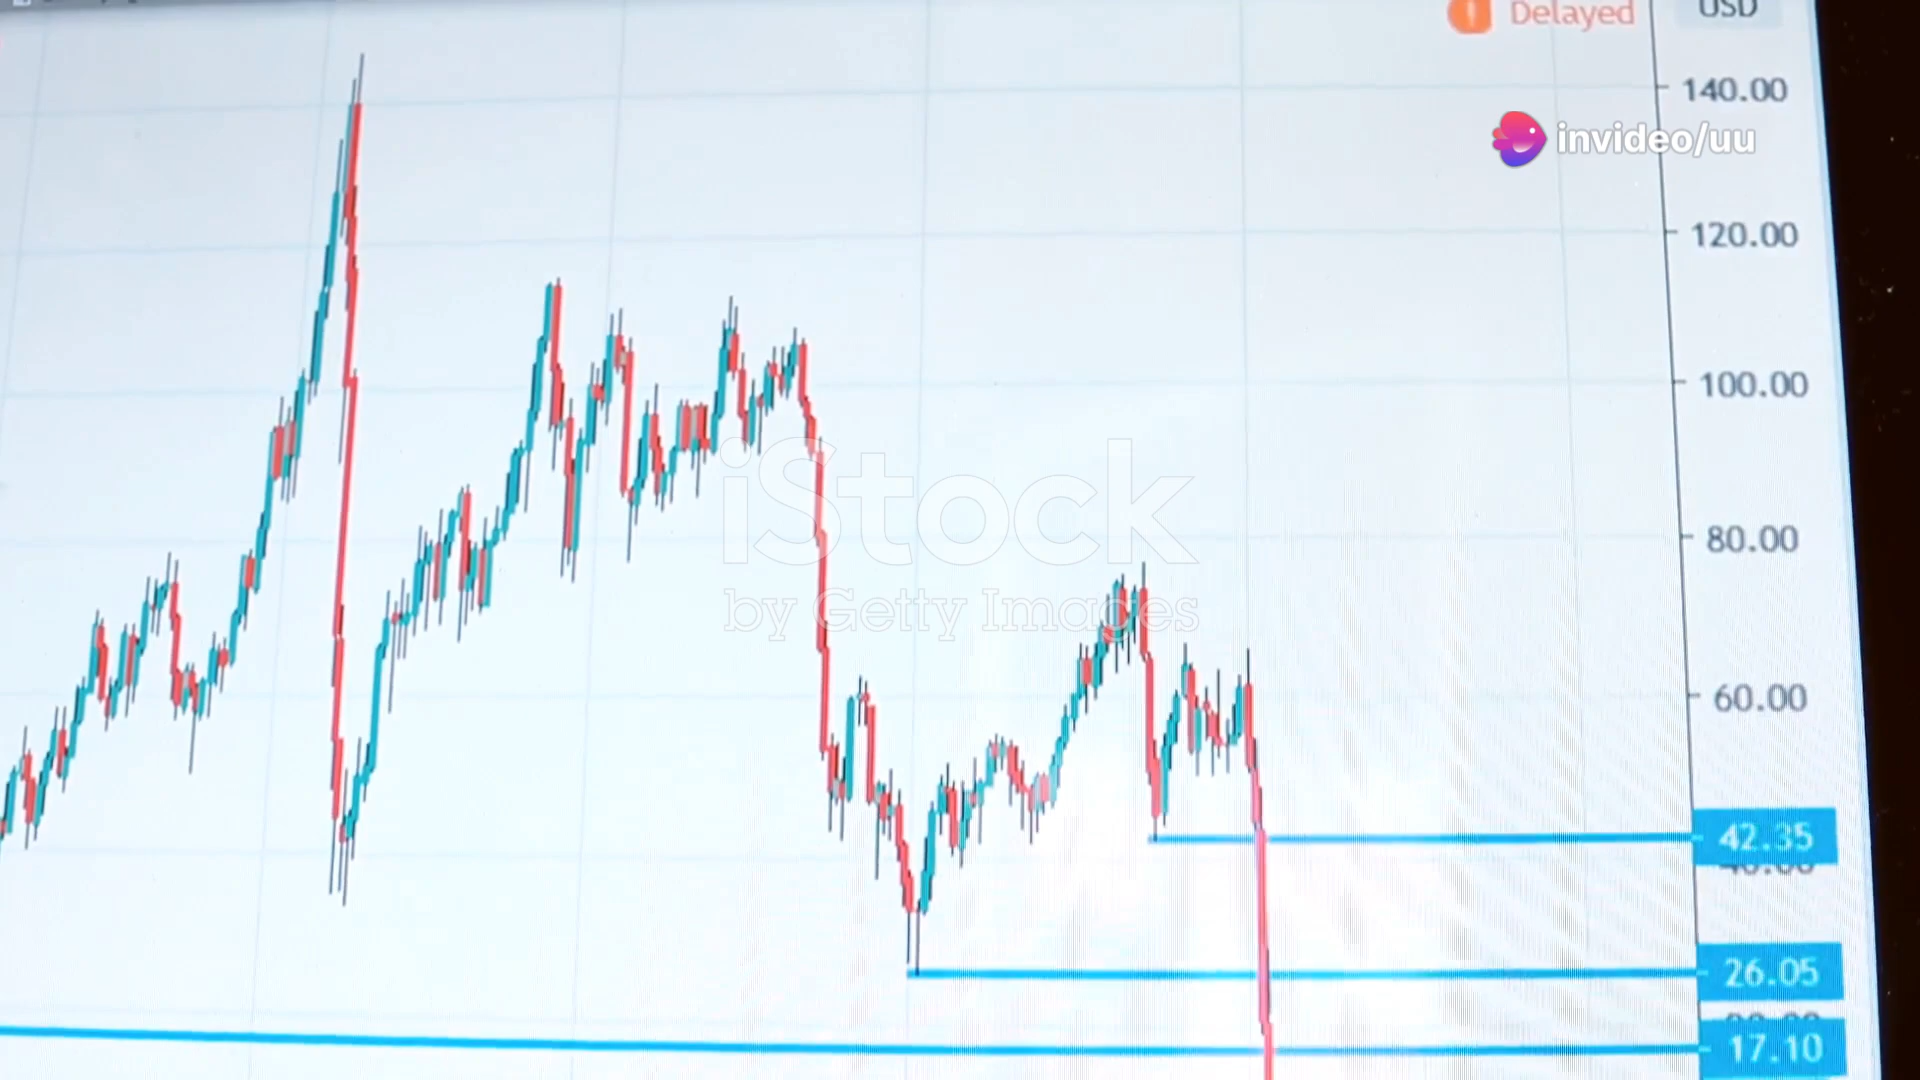 Delayed
USD
140.00
invideo/uu
120.00
100.00
iStock
80.00
by Getty Images
60.00
42.35
26.05
17.10